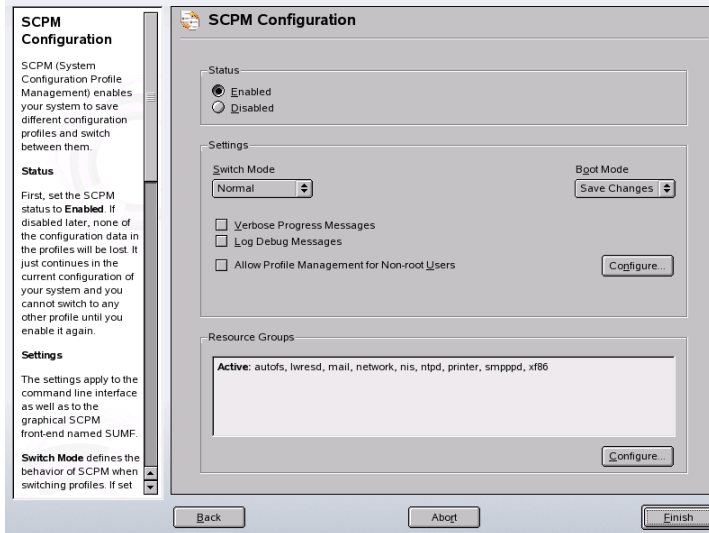 SCPM
Configuration
SCPM (System
Configuration Profile
Management) enables
your system to save
different configuration
profiles and switch
between them.
Status
First, set the SCPM
status to Enabled. If
disabled later, none of
the configuration data in
the profiles will be lost. It
just continues in the
current configuration of
your system and you
cannot switch to any
other profile until you
enable it again.
Settings
The settings apply to the
command line interface
as well as to the
graphical SCPM
front-end named SUMF.
Switch Mode defines the
behavior of SCPM when
switching profiles. If set
SCPM Configuration
Status
Enabled
Disabled
Settings
Switch Mode
Normal
Boot Mode
Save Changes
Verbose Progress Messages
Log Debug Messages
Allow Profile Management for Non-root Users
Configure...
Resource Groups
Active: autofs, lwresd, mail, network, nis, ntpd, printer, smpppd, xf86
Configure...
Back
Abort
Finish